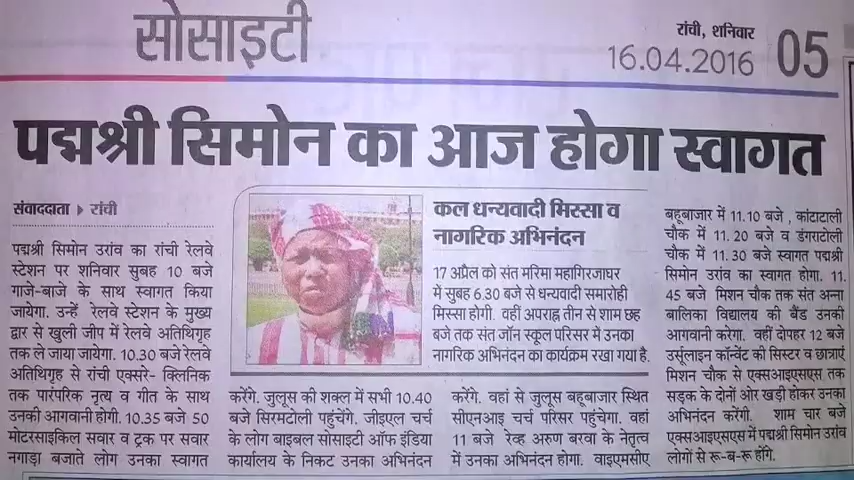 सोसाइटी
रांची, शनिवार
16.04.2016
05
पद्मश्री सिमोन का आज होगा स्वागत
संवाददाता ▸ रांची
पद्मश्री सिमोन उरांव का रांची रेलवे
स्टेशन पर शनिवार सुबह 10 बजे
गाजे-बाजे के साथ स्वागत किया
जायेगा. उन्हें रेलवे स्टेशन के मुख्य
द्वार से खुली जीप में रेलवे अतिथिगृह
तक ले जाया जायेगा. 10.30 बजे रेलवे
अतिथिगृह से रांची एक्सरे- क्लिनिक
तक पारंपरिक नृत्य व गीत के साथ
उनकी आगवानी होगी. 10.35 बजे 50
मोटरसाइकिल सवार व ट्रक पर सवार
नगाड़ा बजाते लोग उनका स्वागत
करेंगे. जुलूस की शक्ल में सभी 10.40
बजे सिरमटोली पहुंचेंगे. जीइएल चर्च
के लोग बाइबल सोसाइटी ऑफ इंडिया
कार्यालय के निकट उनका अभिनंदन
करेंगे. वहां से जुलूस बहूबाजार स्थित
सीएनआइ चर्च परिसर पहुंचेगा. वहां
11 बजे रेव्ह अरुण बरवा के नेतृत्व
में उनका अभिनंदन होगा. वाइएमसीए
बहूबाजार में 11.10 बजे , कांटाटाली
चौक में 11. 20 बजे व डंगराटोली
चौक में 11.30 बजे स्वागत पद्मश्री
सिमोन उरांव का स्वागत होगा. 11.
45 बजे मिशन चौक तक संत अन्ना
बालिका विद्यालय की बैंड उनकी
आगवानी करेगा. वहीं दोपहर 12 बजे
उर्सूलाइन कॉन्वेंट की सिस्टर व छात्राएं
मिशन चौक से एक्सआइएसएस तक
सड़क के दोनों ओर खड़ी होकर उनका
अभिनंदन करेंगी. शाम चार बजे
एक्सआइएसएस में पद्मश्री सिमोन उरांव
लोगों से रू-ब-रू होंगे.
कल धन्यवादी मिस्सा व
नागरिक अभिनंदन
17 अप्रैल को संत मरिया महागिरजाघर
में सुबह 6.30 बजे से धन्यवादी समारोही
मिस्सा होगी. वहीं अपराह्न तीन से शाम छह
बजे तक संत जॉन स्कूल परिसर में उनका
नागरिक अभिनंदन का कार्यक्रम रखा गया है.